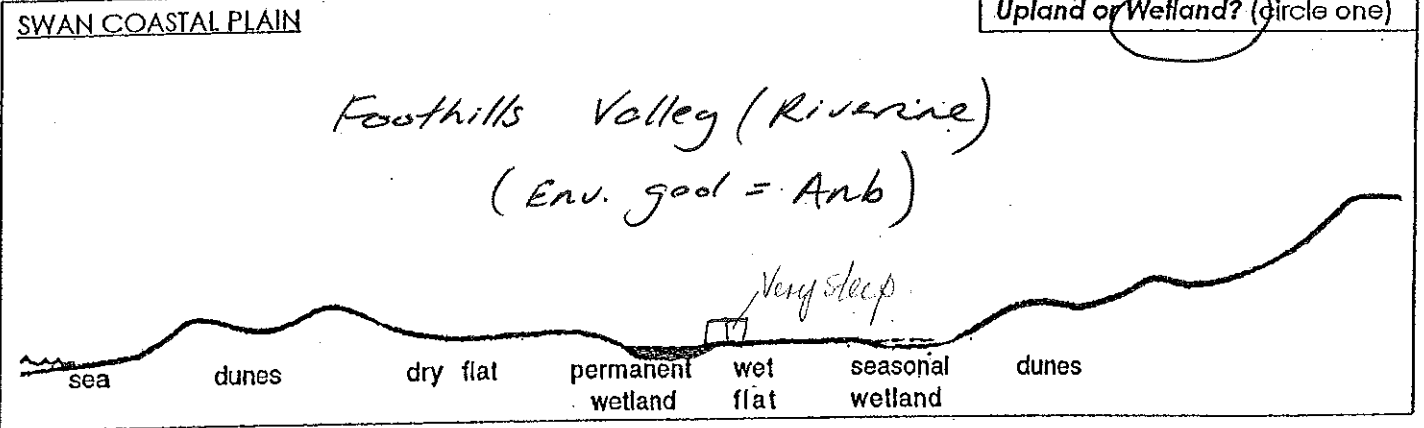 SWAN COASTAL PLAIN
Upland or Wetland? (circle one)
Foothills Valley (Riverine)
(Env. geol = Anb)
Very steep
sea dunes dry flat permanent wetland wet flat seasonal wetland dunes